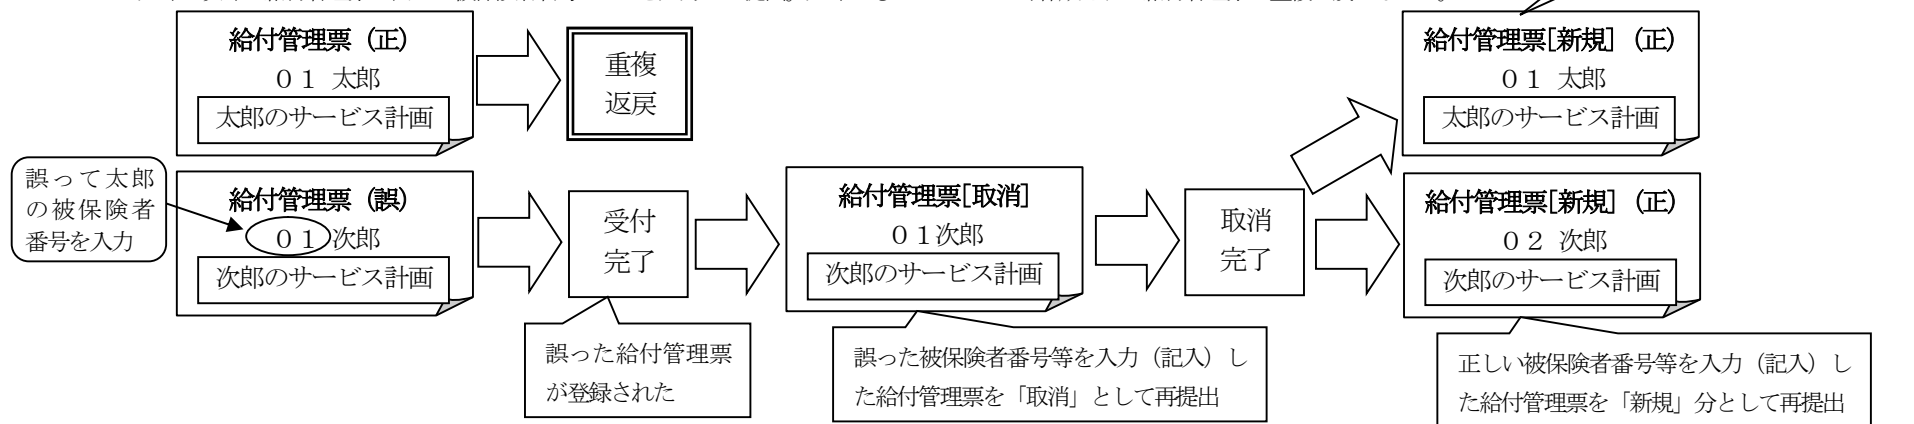 給付管理票（正）
０１ 太郎
太郎のサービス計画
重複
返戻
給付管理票[新規]（正）
０１ 太郎
太郎のサービス計画
誤って太郎
の被保険者
番号を入力
給付管理票（誤）
０１次郎
次郎のサービス計画
受付
完了
給付管理票[取消]
０１次郎
次郎のサービス計画
取消
完了
給付管理票[新規]（正）
０２ 次郎
次郎のサービス計画
誤った給付管理票
が登録された
誤った被保険者番号等を入力（記入）し
た給付管理票を「取消」として再提出
正しい被保険者番号等を入力（記入）し
た給付管理票を「新規」分として再提出